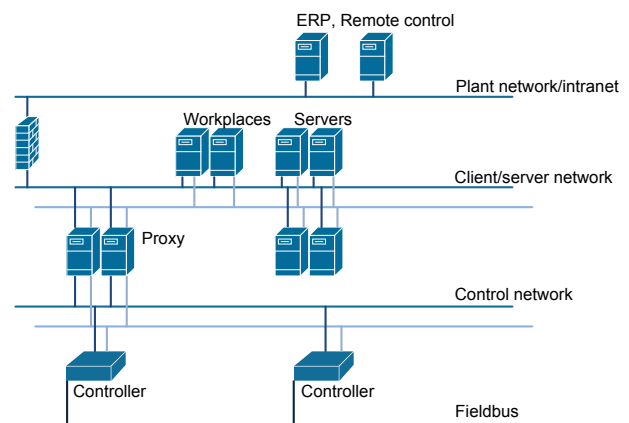 ERP, Remote control
Plant network/intranet
Workplaces
Servers
Client/server network
Proxy
Control network
Controller
Controller
Fieldbus